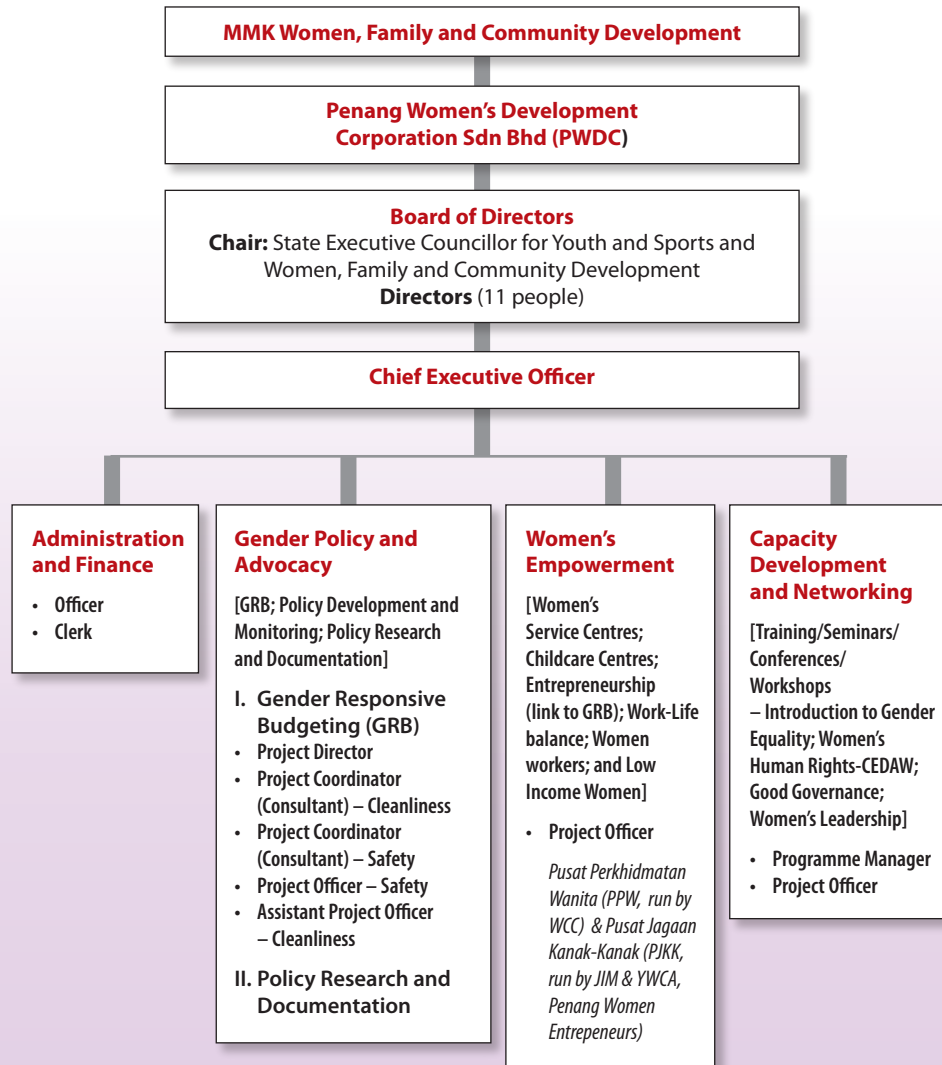 MMK Women, Family and Community Development
Penang Women's Development
Corporation Sdn Bhd (PWDC)
Board of Directors
Chair: State Executive Councillor for Youth and Sports and
Women, Family and Community Development
Directors (11 people)
Chief Executive Officer
Administration
and Finance
• Officer
• Clerk
Gender Policy and
Advocacy
[GRB; Policy Development and
Monitoring; Policy Research
and Documentation]
I. Gender Responsive
Budgeting (GRB)
• Project Director
• Project Coordinator
(Consultant) – Cleanliness
• Project Coordinator
(Consultant) – Safety
• Project Officer – Safety
• Assistant Project Officer
– Cleanliness
II. Policy Research and
Documentation
Women's
Empowerment
[Women's
Service Centres;
Childcare Centres;
Entrepreneurship
(link to GRB); Work-Life
balance; Women
workers; and Low
Income Women]
• Project Officer
Pusat Perkhidmatan
Wanita (PPW, run by
WCC) & Pusat Jagaan
Kanak-Kanak (PJKK,
run by JIM & YWCA,
Penang Women
Entrepeneurs)
Capacity
Development
and Networking
[Training/Seminars/
Conferences/
Workshops
– Introduction to Gender
Equality; Women's
Human Rights-CEDAW;
Good Governance;
Women's Leadership]
• Programme Manager
• Project Officer